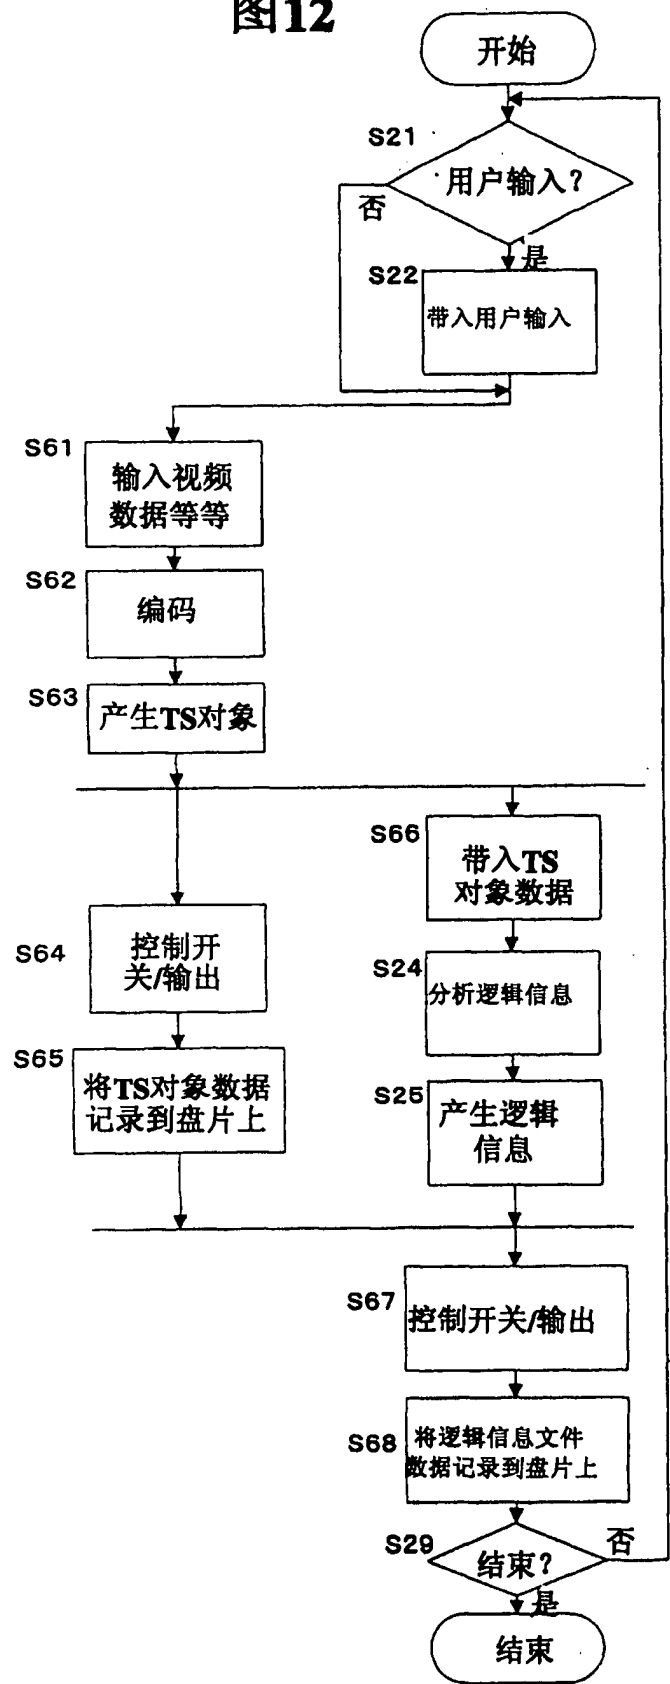 图12
开始
S21
用户输入？
否
是
S22
带入用户输入
S61
输入视频
数据等等
S62
编码
S63
产生TS对象
S66
带入TS
对象数据
S64
控制开
关/输出
S24
分析逻辑信息
S65
将TS对象数据
记录到盘片上
S25
产生逻辑
信息
S67
控制开关/输出
S68
将逻辑信息文件
数据记录到盘片上
S29
结束？
否
是
结束